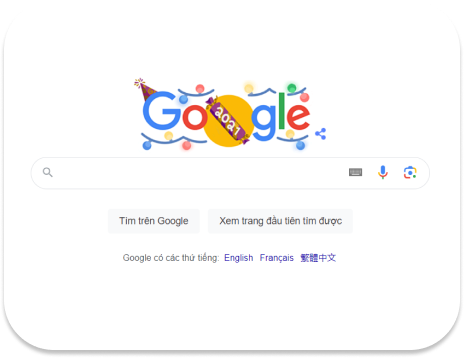 Google
2021
Tìm trên Google Xem trang đầu tiên tìm được
Google có các thứ tiếng: English Français 繁體中文